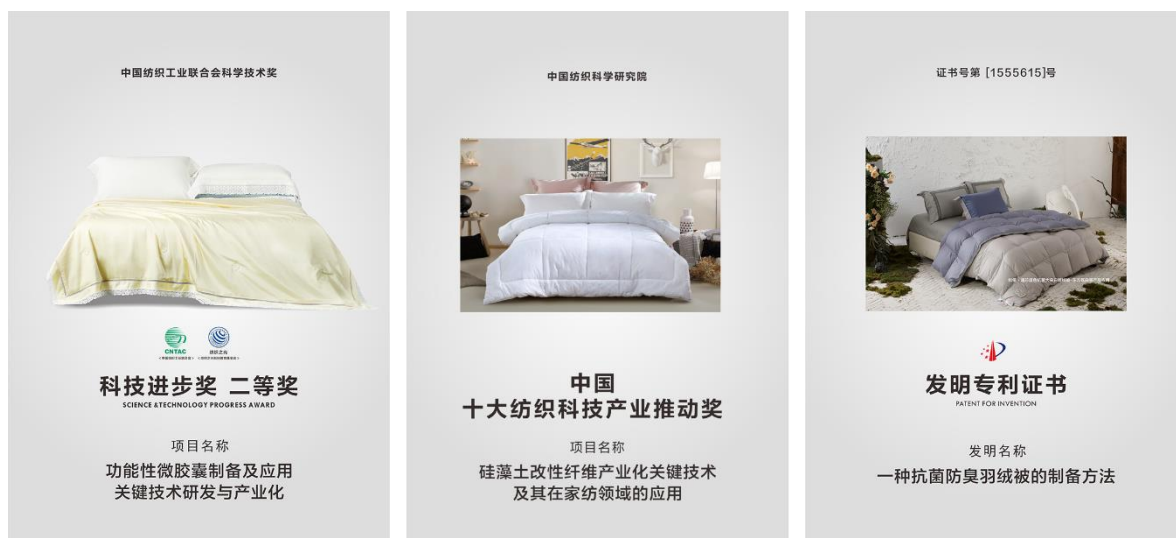 中国纺织工业联合会科学技术奖
CNTAC
科技进步奖 二等奖
SCIENCE &TECHNOLOGY PROGRESS AWARD
项目名称
功能性微胶囊制备及应用
关键技术研发与产业化
中国纺织科学研究院
中国
十大纺织科技产业推动奖
项目名称
硅藻土改性纤维产业化关键技术
及其在家纺领域的应用
证书号第 [1555615]号
发明专利证书
PATENT FOR INVENTION
发明名称
一种抗菌防臭羽绒被的制备方法